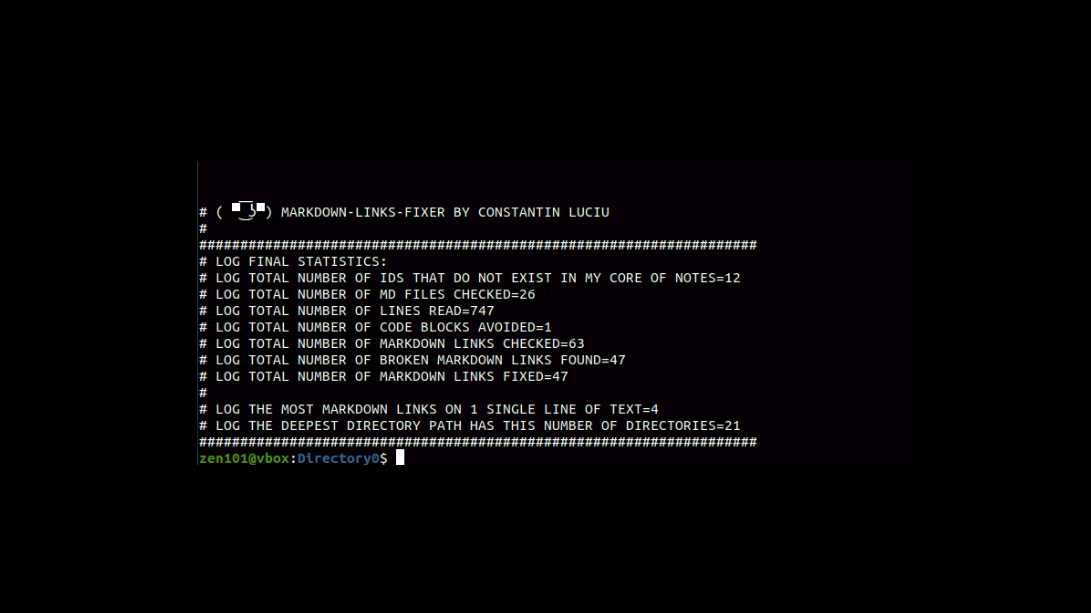 # ( ▀ ͜͞ʖ▀) MARKDOWN-LINKS-FIXER BY CONSTANTIN LUCIU
#
####################################################################
# LOG FINAL STATISTICS:
# LOG TOTAL NUMBER OF IDS THAT DO NOT EXIST IN MY CORE OF NOTES=12
# LOG TOTAL NUMBER OF MD FILES CHECKED=26
# LOG TOTAL NUMBER OF LINES READ=747
# LOG TOTAL NUMBER OF CODE BLOCKS AVOIDED=1
# LOG TOTAL NUMBER OF MARKDOWN LINKS CHECKED=63
# LOG TOTAL NUMBER OF BROKEN MARKDOWN LINKS FOUND=47
# LOG TOTAL NUMBER OF MARKDOWN LINKS FIXED=47
#
# LOG THE MOST MARKDOWN LINKS ON 1 SINGLE LINE OF TEXT=4
# LOG THE DEEPEST DIRECTORY PATH HAS THIS NUMBER OF DIRECTORIES=21
####################################################################
zen101@vbox:Directory0$